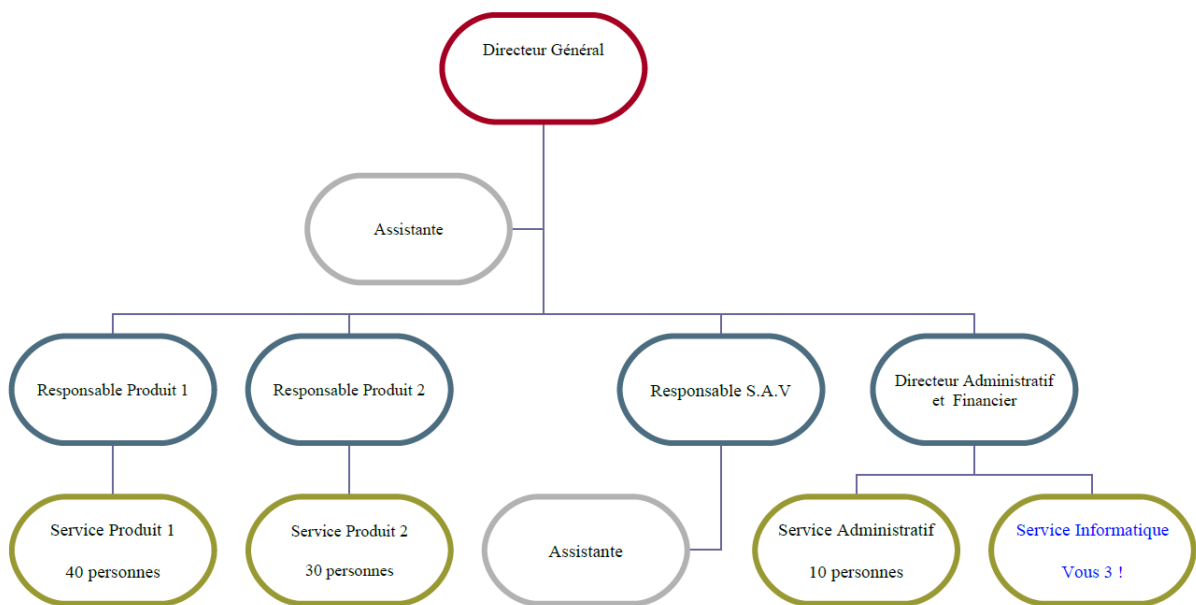 Directeur Général
Assistante
Responsable Produit 1
Responsable Produit 2
Responsable S.A.V
Directeur Administratif
et Financier
Service Produit 1
40 personnes
Service Produit 2
30 personnes
Assistante
Service Administratif
10 personnes
Service Informatique
Vous 3 !